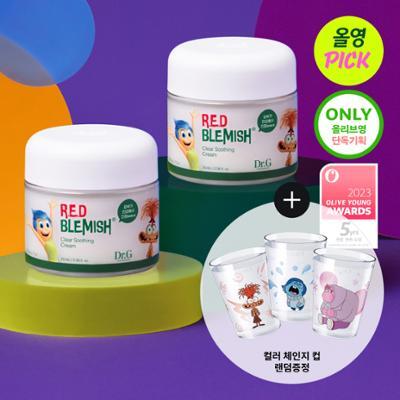 올영
PICK
ONLY
올리브영
단독기획
RED
BLEMISH®
Clear Soothing
Cream
Dr.G
RED
BLEMISH®
Clear Soothing
Cream
Dr.G
+
2023
OLIVE YOUNG
AWARDS
5yrs
컬러 체인지 컵
랜덤증정